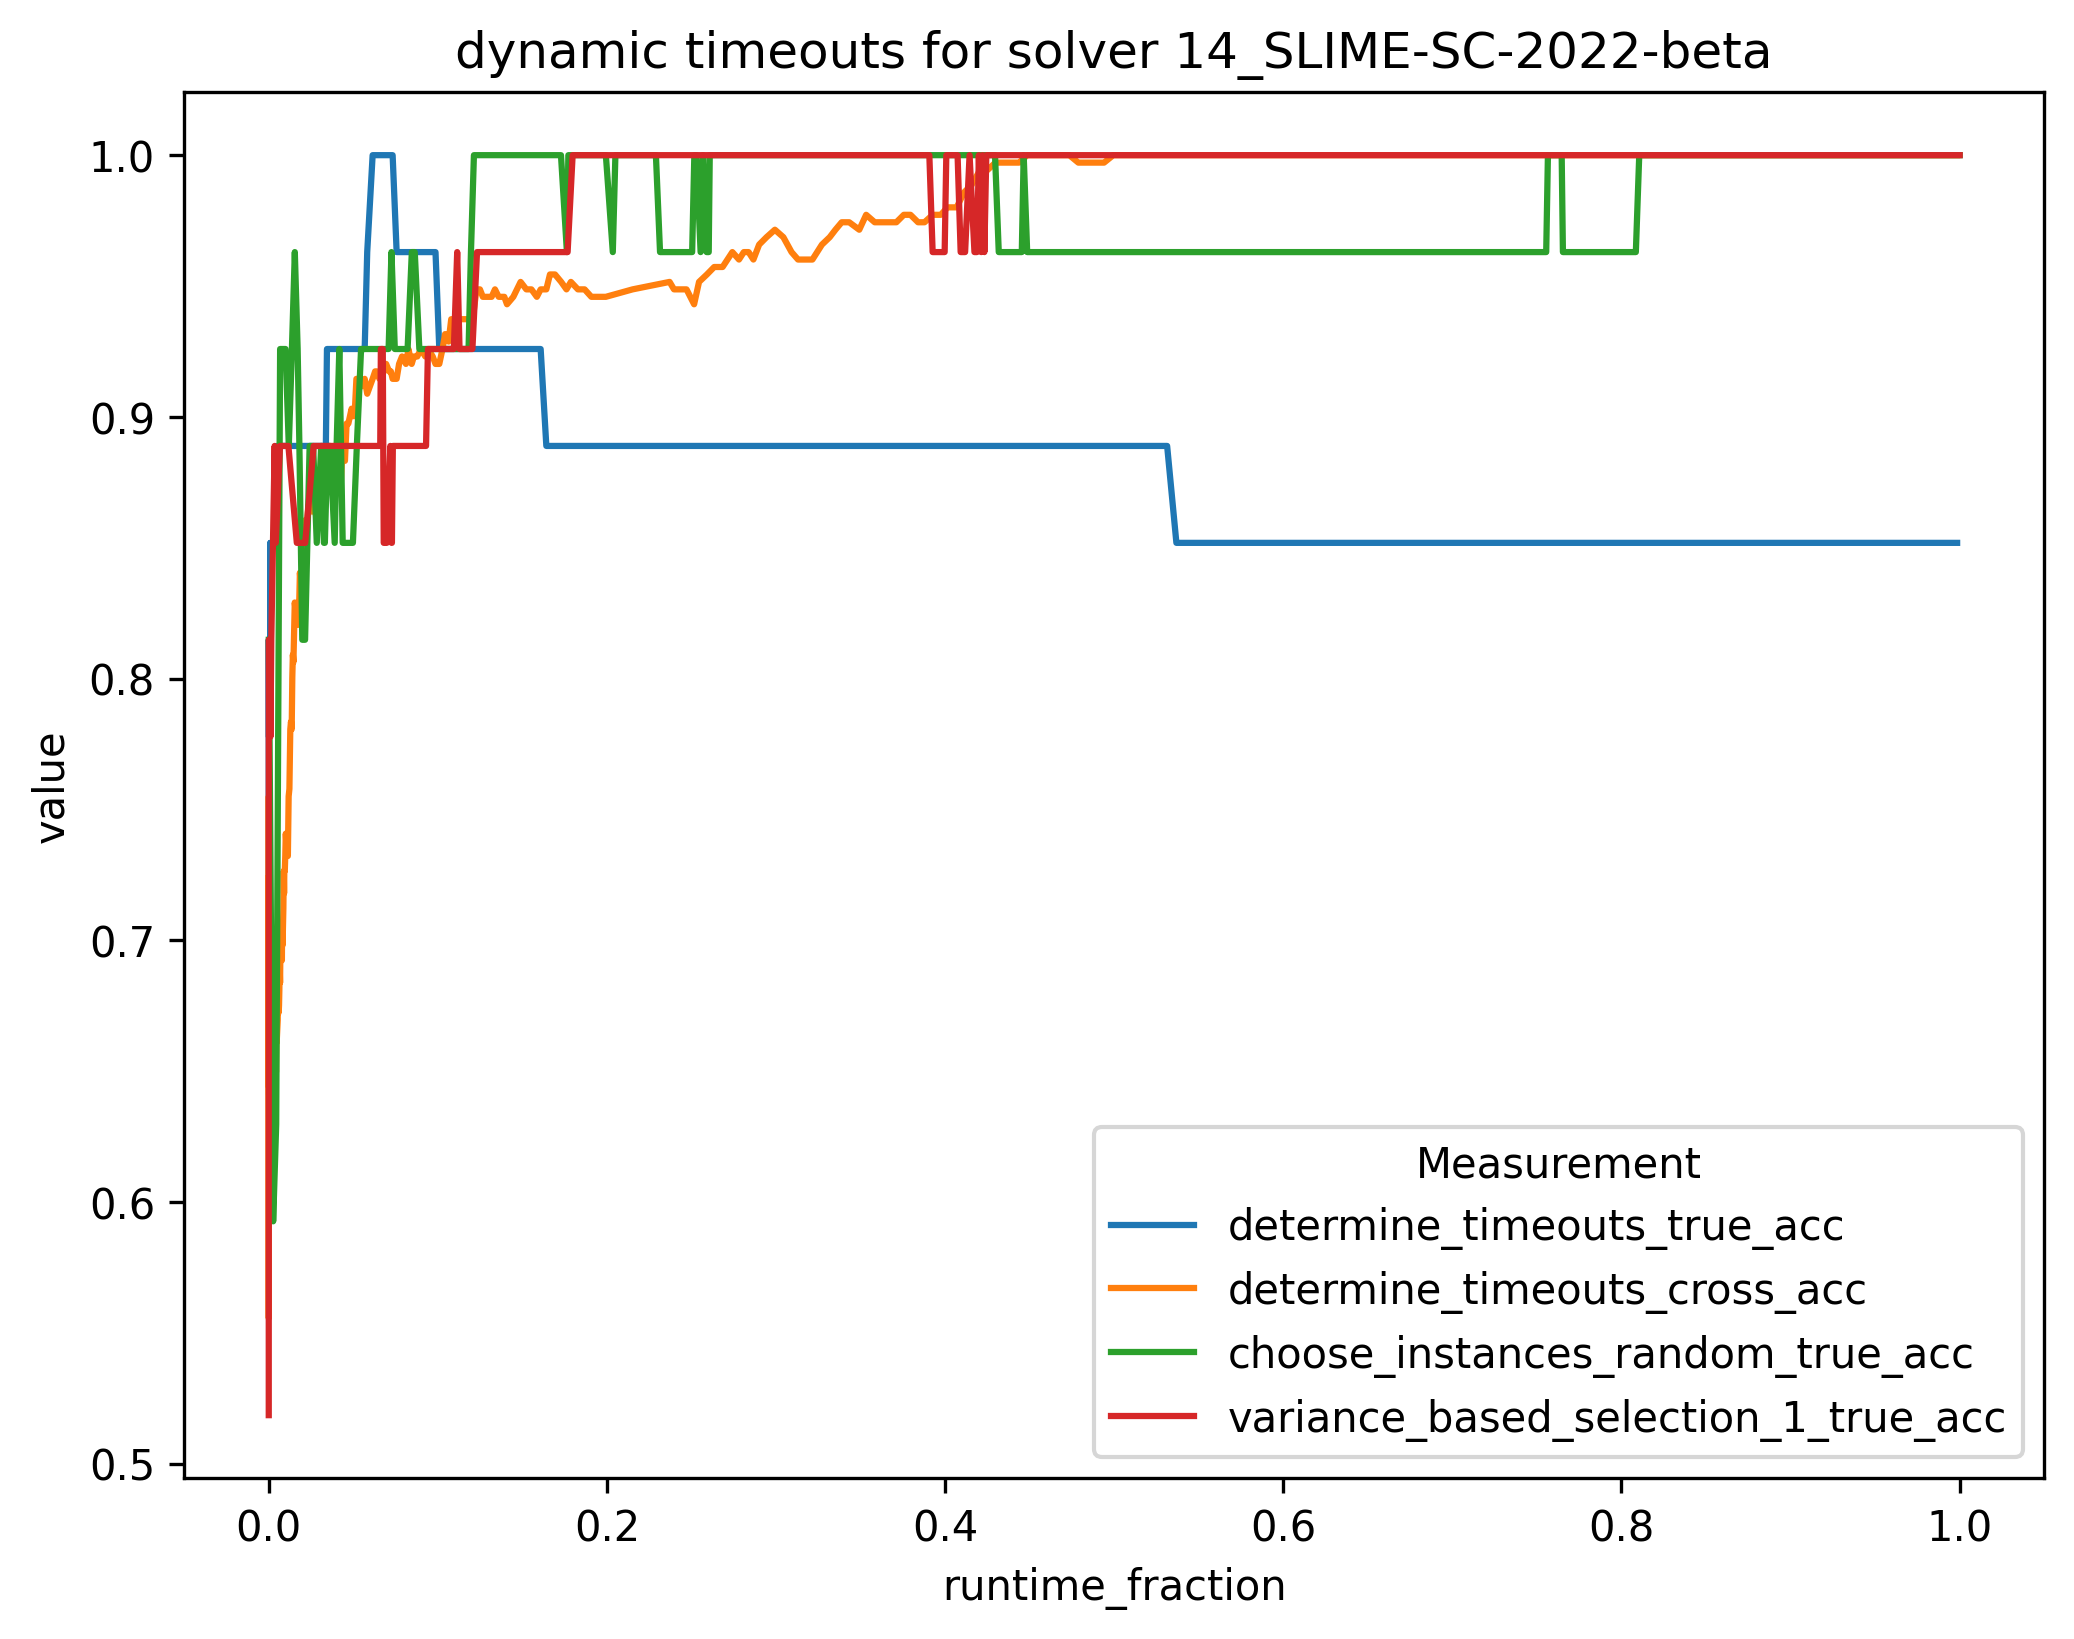 dynamic timeouts for solver 14_SLIME-SC-2022-beta
1.0
0.9
0.8
0.7
0.6
0.5
value
0.0 0.2 0.4 0.6 0.8 1.0
runtime_fraction
Measurement
determine_timeouts_true_acc
determine_timeouts_cross_acc
choose_instances_random_true_acc
variance_based_selection_1_true_acc